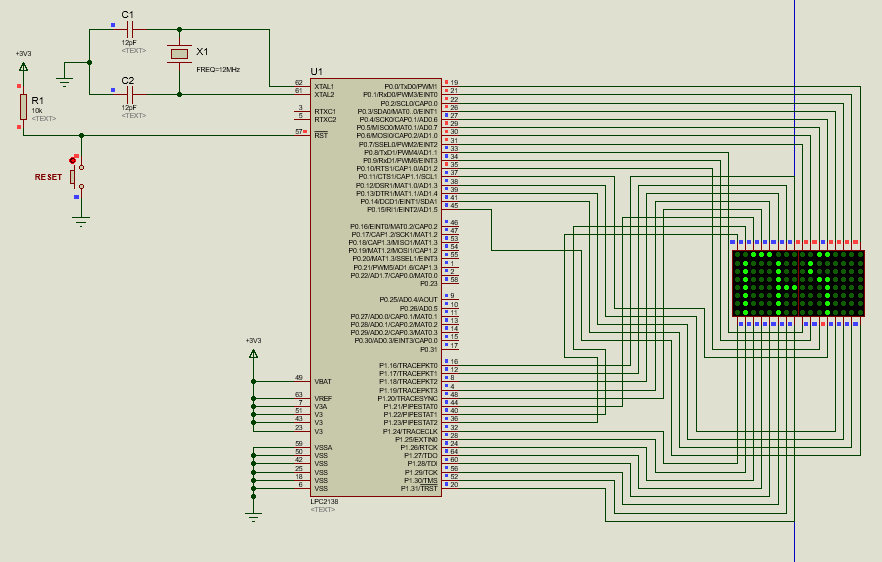 C1
12pF
<TEXT>
X1
FREQ=12MHz
+3V3
C2
12pF
<TEXT>
R1
10k
<TEXT>
RESET
U1
62 XTAL1
61 XTAL2
3 RTXC1
5 RTXC2
57 RST
+3V3
49 VBAT
63 VREF
7 V3A
51 V3
43 V3
23 V3
59 VSSA
50 VSS
42 VSS
25 VSS
18 VSS
6 VSS
P0.0/TxD0/PWM1 19
P0.1/RxD0/PWM3/EINT0 21
P0.2/SCL0/CAP0.0 22
P0.3/SDA0/MAT0..0/EINT1 26
P0.4/SCK0/CAP0.1/AD0.6 27
P0.5/MISO0/MAT0.1/AD0.7 29
P0.6/MOSI0/CAP0.2/AD1.0 30
P0.7/SSEL0/PWM2/EINT2 31
P0.8/TxD1/PWM4/AD1.1 33
P0.9/RxD1/PWM6/EINT3 34
P0.10/RTS1/CAP1.0/AD1.2 35
P0.11/CTS1/CAP1.1/SCL1 37
P0.12/DSR1/MAT1.0/AD1.3 38
P0.13/DTR1/MAT1.1/AD1.4 39
P0.14/DCD1/EINT1/SDA1 41
P0.15/RI1/EINT2/AD1.5 45
P0.16/EINT0/MAT0.2/CAP0.2 46
P0.17/CAP1.2/SCK1/MAT1.2 47
P0.18/CAP1.3/MISO1/MAT1.3 53
P0.19/MAT1.2/MOSI1/CAP1.2 54
P0.20/MAT1.3/SSEL1/EINT3 55
P0.21/PWM5/AD1.6/CAP1.3 1
P0.22/AD1.7/CAP0.0/MAT0.0 2
P0.23 58
P0.25/AD0.4/AOUT 9
P0.26/AD0.5 10
P0.27/AD0.0/CAP0.1/MAT0.1 11
P0.28/AD0.1/CAP0.2/MAT0.2 13
P0.29/AD0.2/CAP0.3/MAT0.3 14
P0.30/AD0.3/EINT3/CAP0.0 15
P0.31 17
P1.16/TRACEPKT0 16
P1.17/TRACEPKT1 12
P1.18/TRACEPKT2 8
P1.19/TRACEPKT3 4
P1.20/TRACESYNC 48
P1.21/PIPESTAT0 44
P1.22/PIPESTAT1 40
P1.23/PIPESTAT2 36
P1.24/TRACECLK 32
P1.25/EXTIN0 28
P1.26/RTCK 24
P1.27/TDO 64
P1.28/TDI 60
P1.29/TCK 56
P1.30/TMS 52
P1.31/TRST 20
LPC2138
<TEXT>